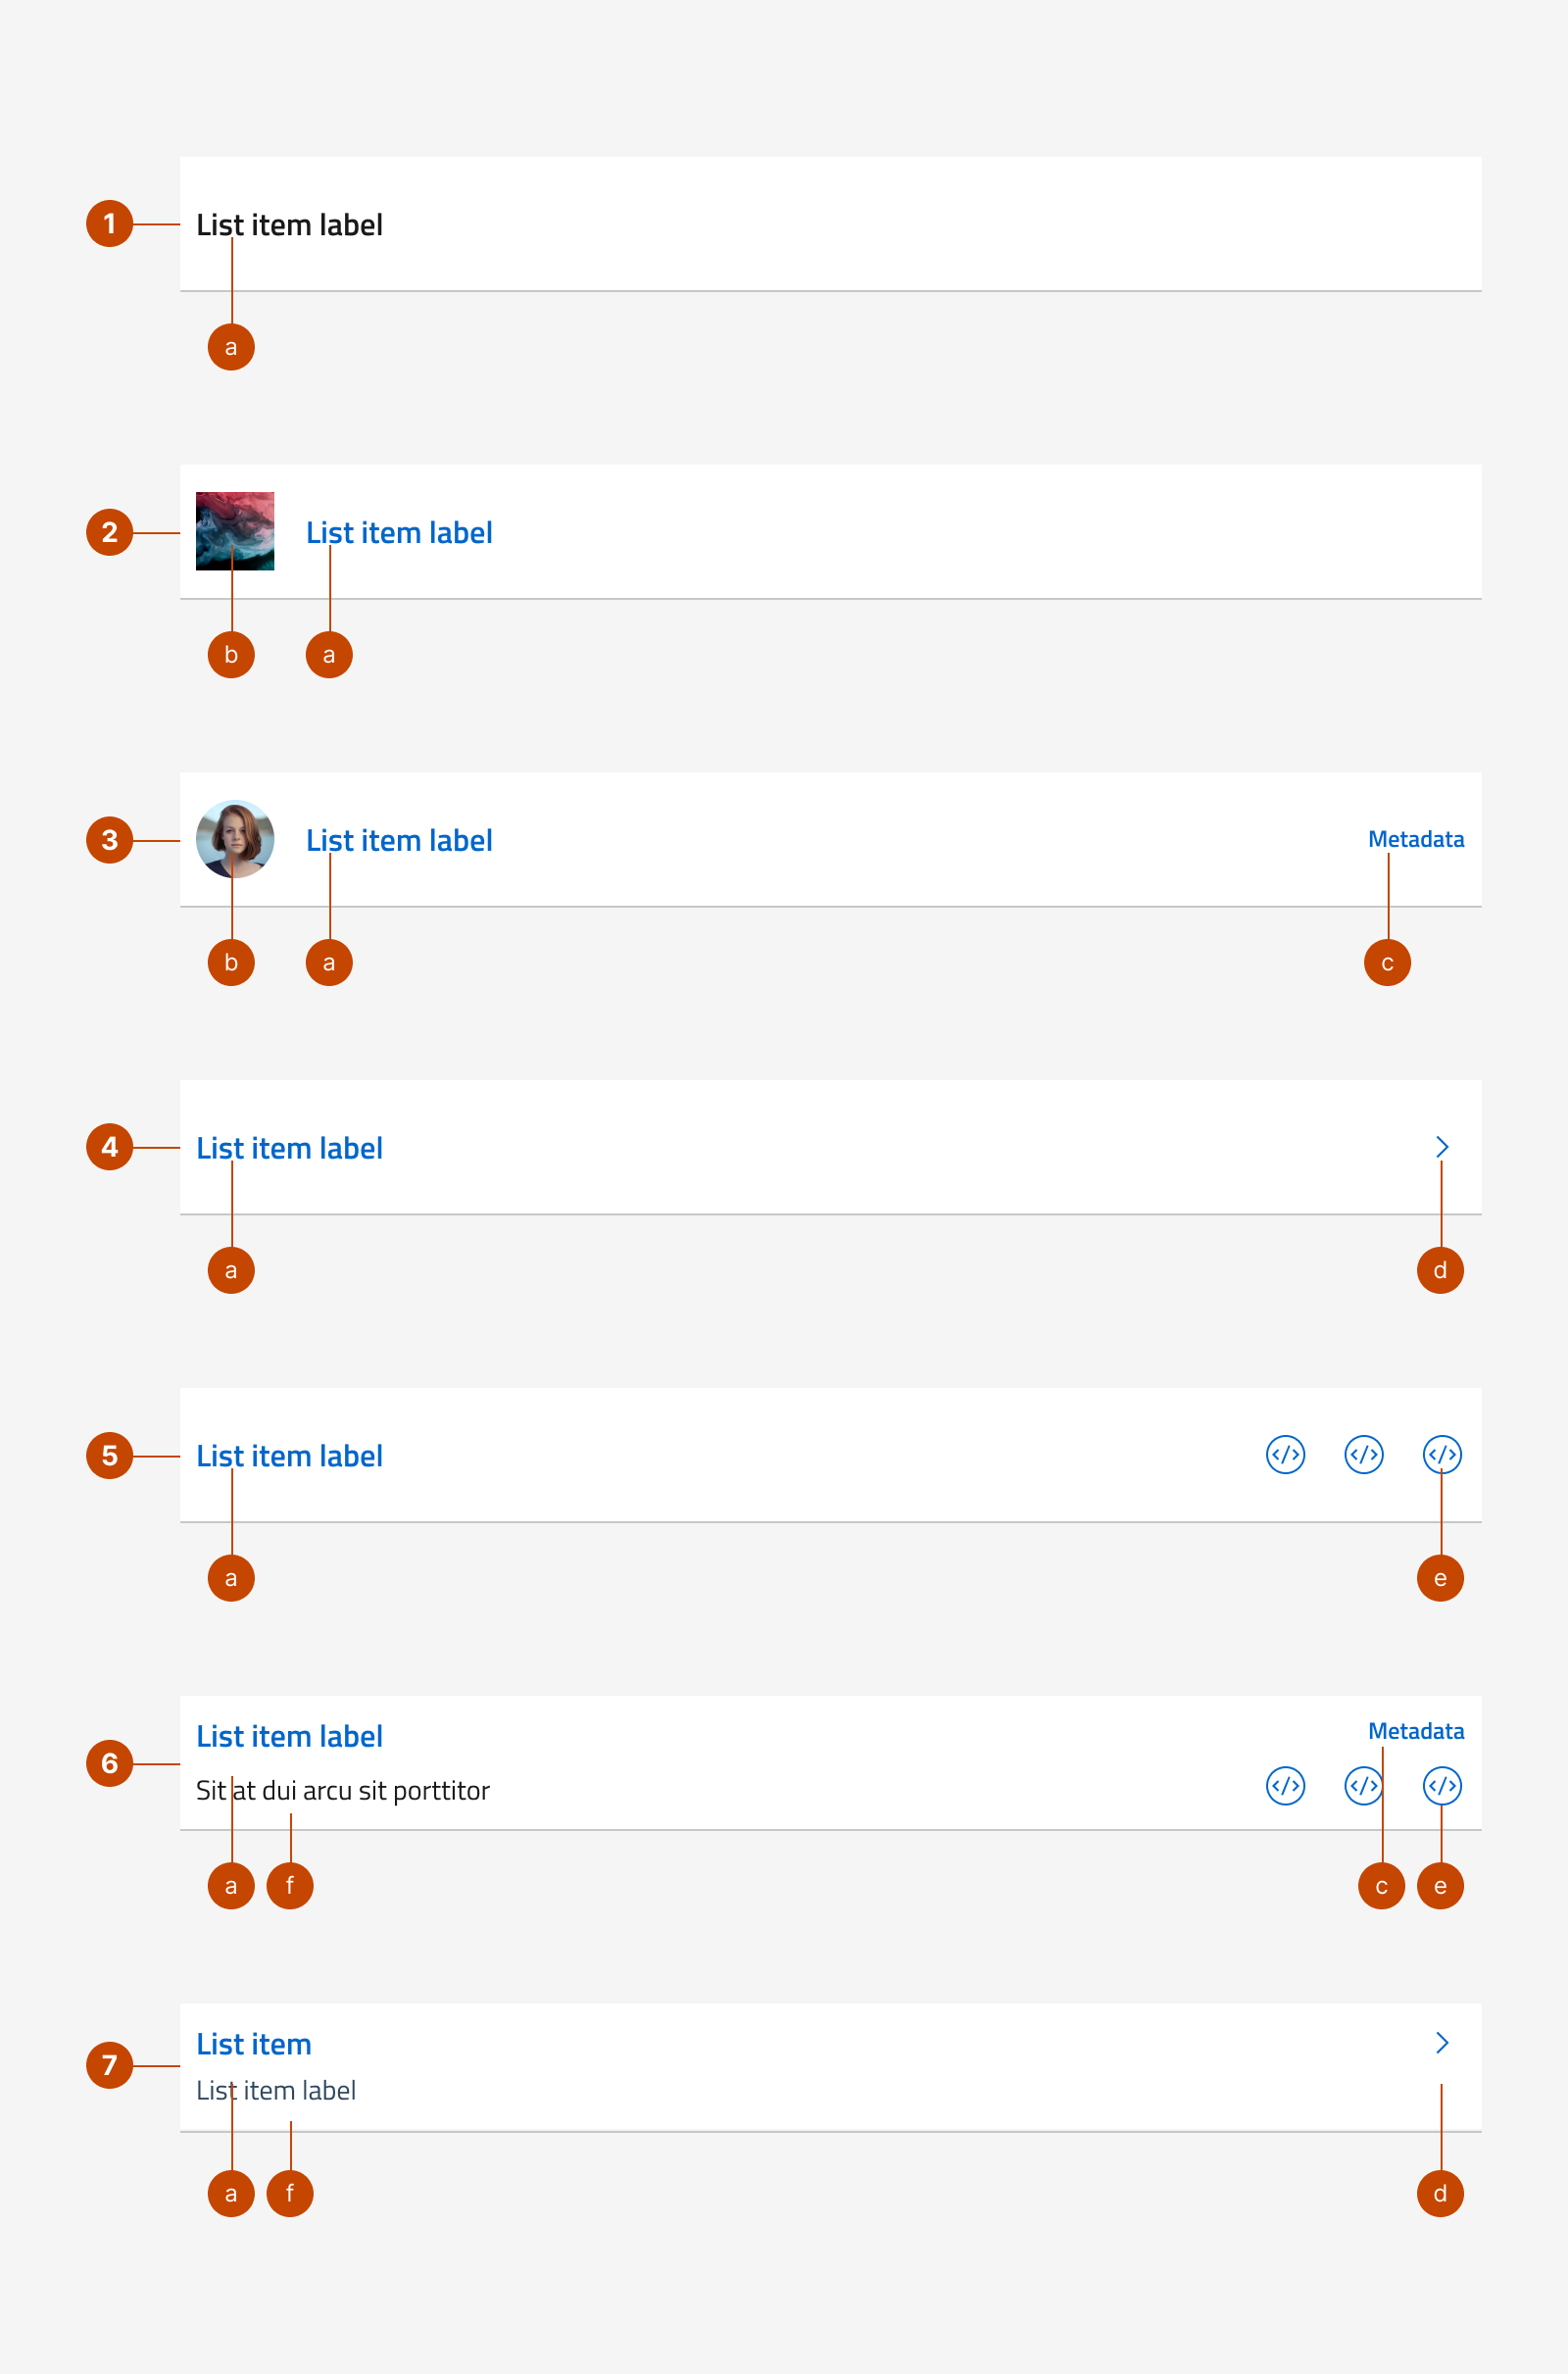 1 List item label
a
2 List item label
b a
3 List item label Metadata
b a c
4 List item label
a d
5 List item label
a e
6 List item label Metadata
Sit at dui arcu sit porttitor
a f c e
7 List item
List item label
a f d